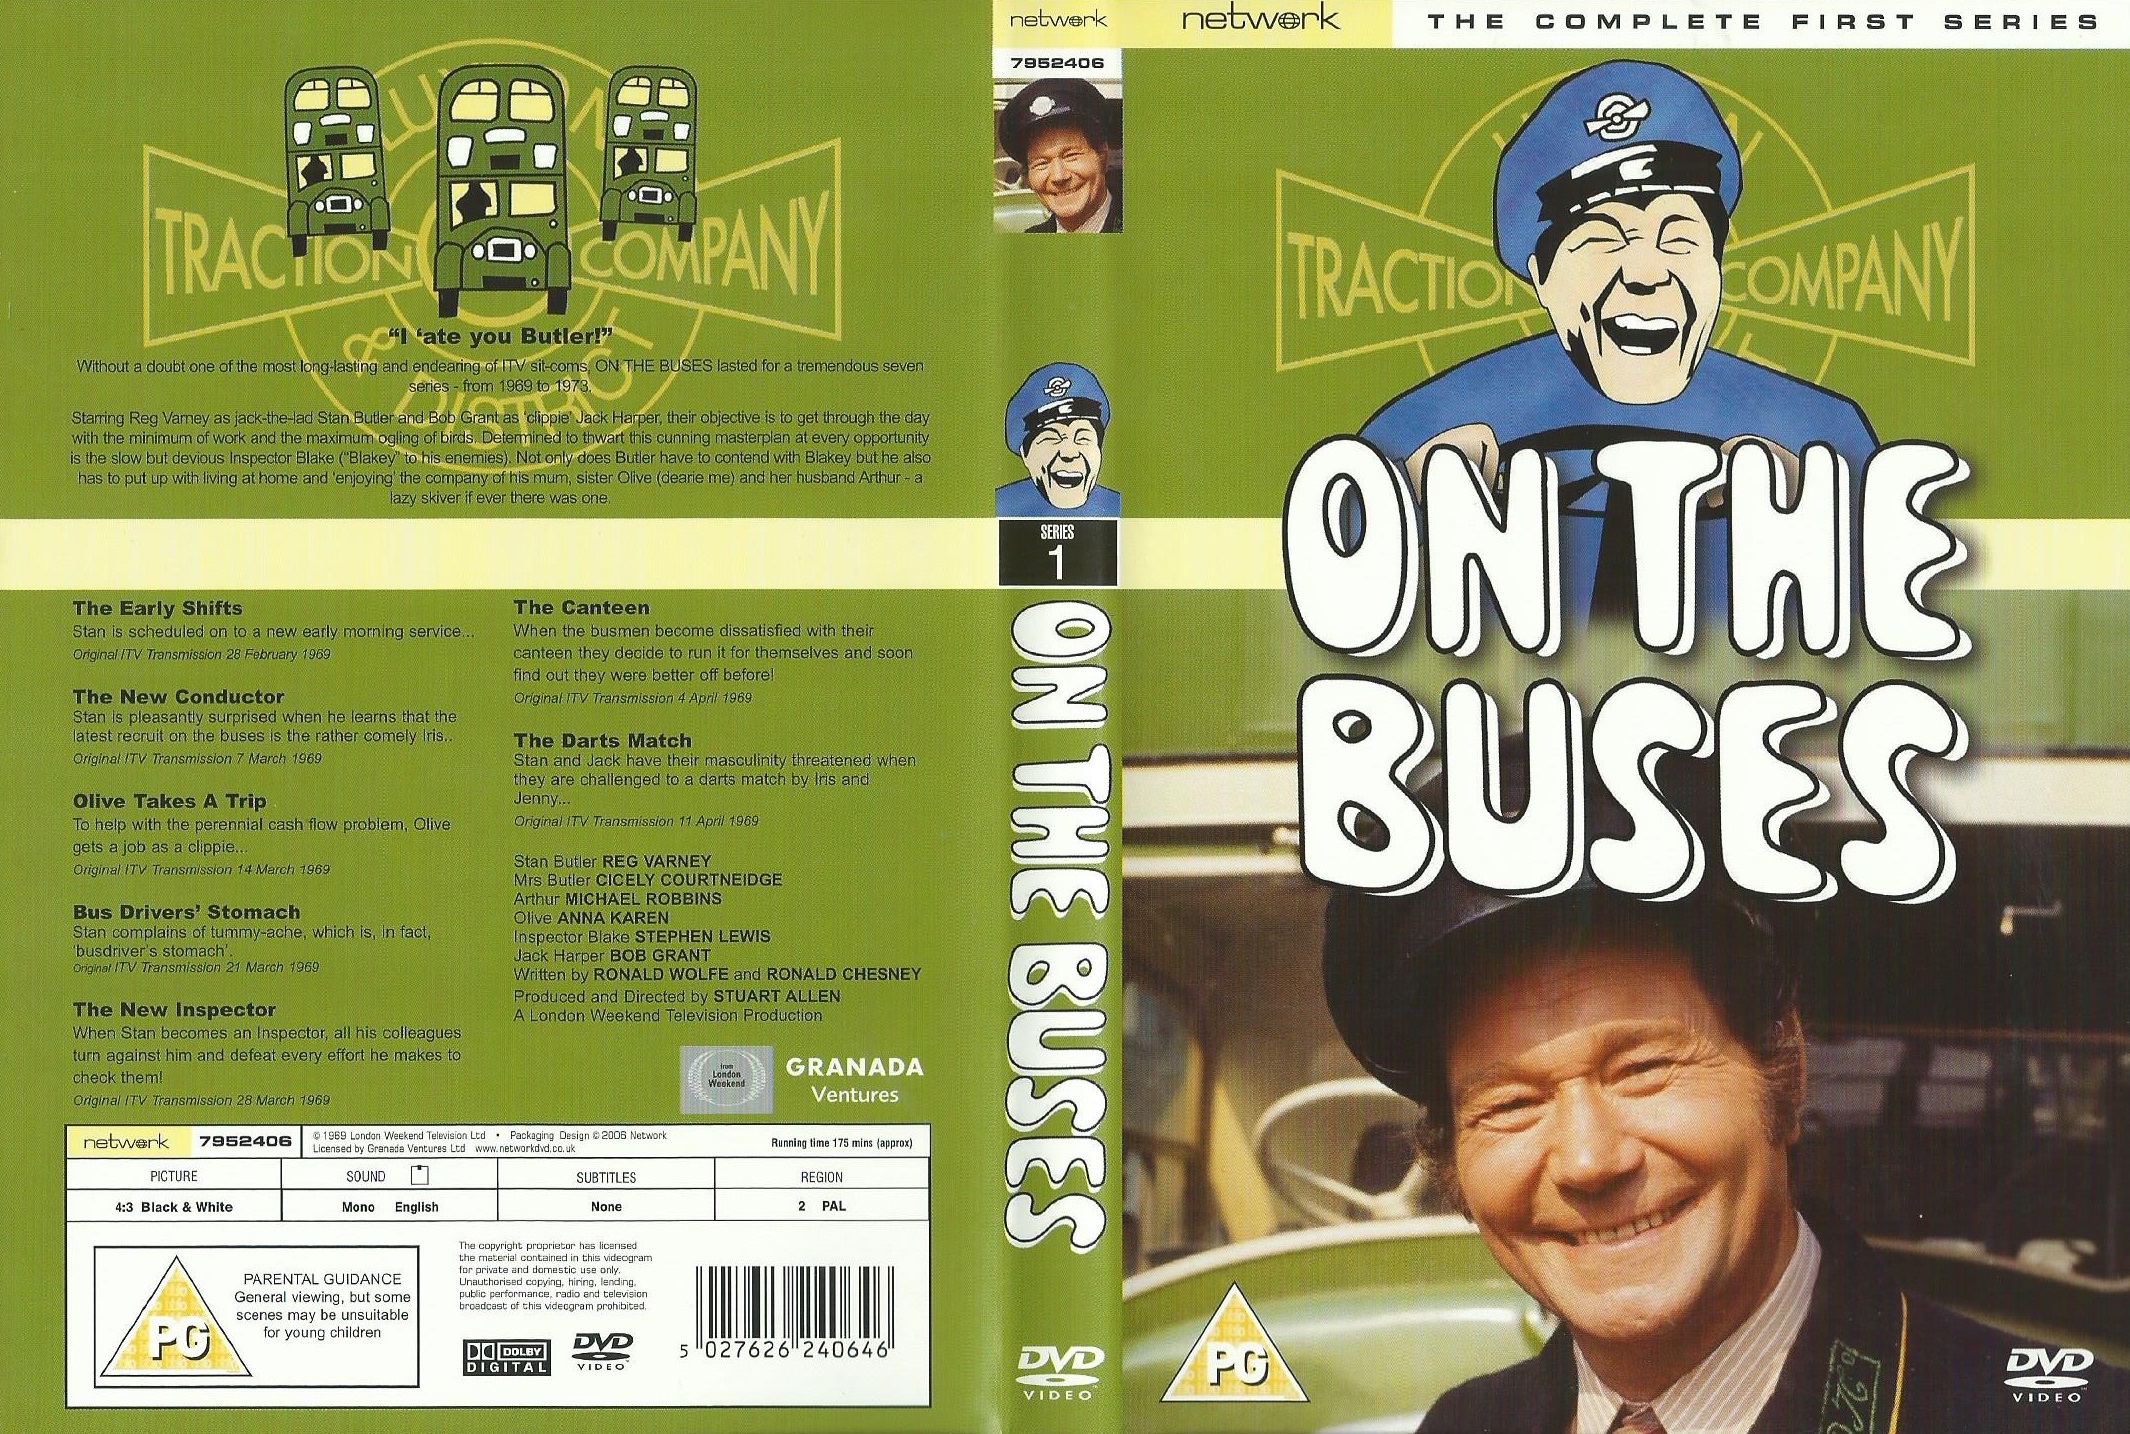 LUXTON
TRACTION COMPANY
& DISTRICT
“I ‘ate you Butler!”
Without a doubt one of the most long-lasting and endearing of ITV sit-coms, ON THE BUSES lasted for a tremendous seven
series - from 1969 to 1973.
Starring Reg Varney as jack-the-lad Stan Butler and Bob Grant as ‘clippie’ Jack Harper, their objective is to get through the day
with the minimum of work and the maximum ogling of birds. Determined to thwart this cunning masterplan at every opportunity
is the slow but devious Inspector Blake (“Blakey” to his enemies). Not only does Butler have to contend with Blakey but he also
has to put up with living at home and ‘enjoying’ the company of his mum, sister Olive (dearie me) and her husband Arthur - a
lazy skiver if ever there was one.
The Early Shifts
Stan is scheduled on to a new early morning service...
Original ITV Transmission 28 February 1969
The New Conductor
Stan is pleasantly surprised when he learns that the
latest recruit on the buses is the rather comely Iris..
Original ITV Transmission 7 March 1969
Olive Takes A Trip
To help with the perennial cash flow problem, Olive
gets a job as a clippie...
Original ITV Transmission 14 March 1969
Bus Drivers’ Stomach
Stan complains of tummy-ache, which is, in fact,
‘busdriver’s stomach’.
Original ITV Transmission 21 March 1969
The New Inspector
When Stan becomes an Inspector, all his colleagues
turn against him and defeat every effort he makes to
check them!
Original ITV Transmission 28 March 1969
The Canteen
When the busmen become dissatisfied with their
canteen they decide to run it for themselves and soon
find out they were better off before!
Original ITV Transmission 4 April 1969
The Darts Match
Stan and Jack have their masculinity threatened when
they are challenged to a darts match by Iris and
Jenny...
Original ITV Transmission 11 April 1969
Stan Butler REG VARNEY
Mrs Butler CICELY COURTNEIDGE
Arthur MICHAEL ROBBINS
Olive ANNA KAREN
Inspector Blake STEPHEN LEWIS
Jack Harper BOB GRANT
Written by RONALD WOLFE and RONALD CHESNEY
Produced and Directed by STUART ALLEN
A London Weekend Television Production
from
London
Weekend
GRANADA
Ventures
network 7952406
© 1969 London Weekend Television Ltd • Packaging Design © 2006 Network
Licensed by Granada Ventures Ltd www.networkdvd.co.uk
Running time 175 mins (approx)
PICTURE SOUND SUBTITLES REGION
4:3 Black & White Mono English None 2 PAL
PG
PARENTAL GUIDANCE
General viewing, but some
scenes may be unsuitable
for young children
The copyright proprietor has licensed
the material contained in this videogram
for private and domestic use only.
Unauthorised copying, hiring, lending,
public performance, radio and television
broadcast of this videogram prohibited.
DOLBY
DIGITAL
DVD
VIDEO
5 027626 240646
network
7952406
SERIES
1
ON THE BUSES
DVD
VIDEO
network
THE COMPLETE FIRST SERIES
TRACTION COMPANY
ON THE
BUSES
PG
DVD
VIDEO